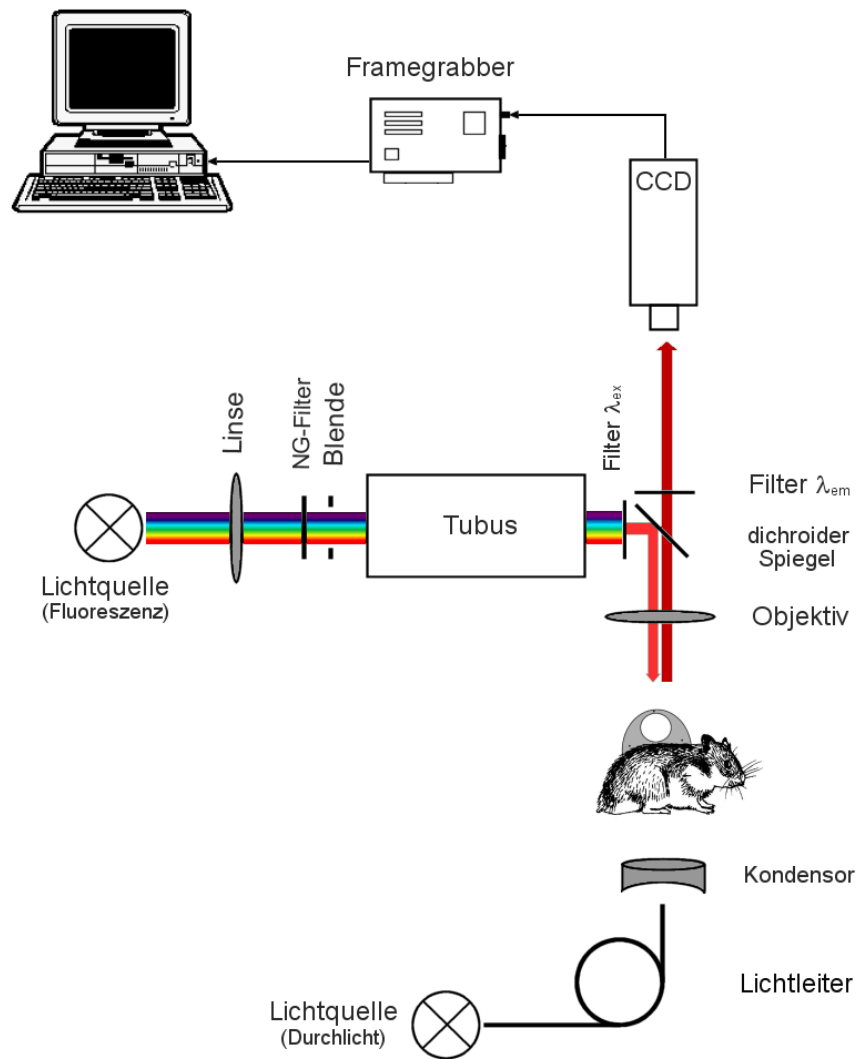 Framegrabber
CCD
Linse
NG-Filter
Blende
Filter λex
Tubus
Filter λem
dichroider
Spiegel
Lichtquelle
(Fluoreszenz)
Objektiv
Kondensor
Lichtleiter
Lichtquelle
(Durchlicht)